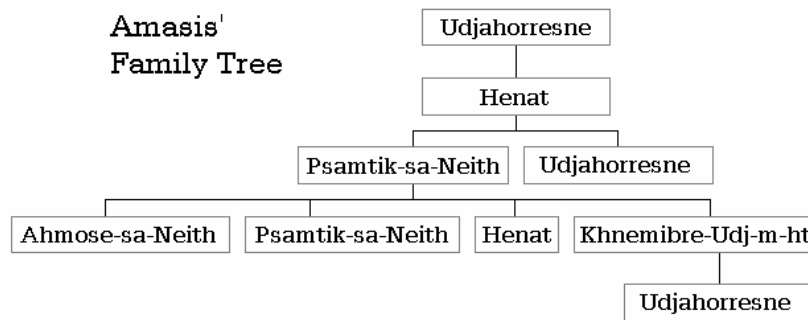 Amasis'
Family Tree
Udjahorresne
Henat
Psamtik-sa-Neith Udjahorresne
Ahmose-sa-Neith Psamtik-sa-Neith Henat Khnemibre-Udj-m-ht
Udjahorresne